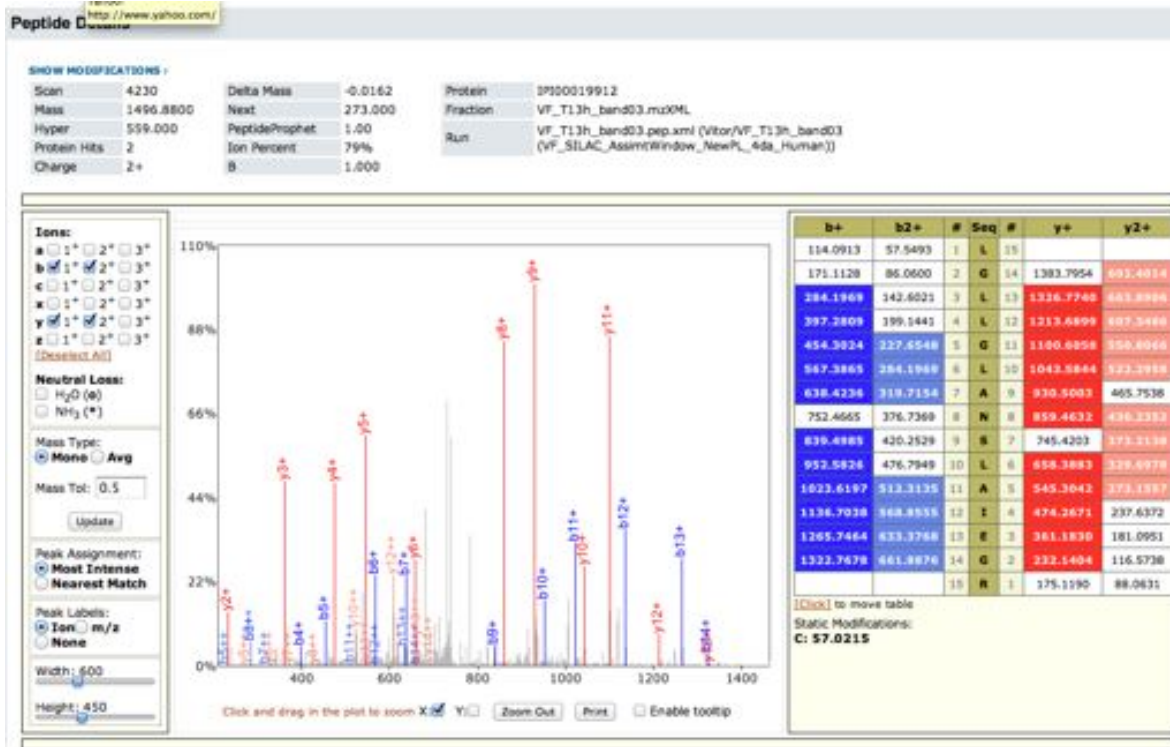 Yahoo!
http://www.yahoo.com/
Peptide Details
SHOW MODIFICATIONS ›
Scan 4230 Delta Mass -0.0162 Protein IPI00019912
Mass 1496.8800 Next 273.000 Fraction VF_T13h_band03.mzXML
Hyper 559.000 PeptideProphet 1.00 Run VF_T13h_band03.pep.xml (Vitor/VF_T13h_band03
Protein Hits 2 Ion Percent 79% (VF_SILAC_AssimtWindow_NewPL_4da_Human))
Charge 2+ B 1.000
Ions:
a 1+ 2+ 3+
b 1+ 2+ 3+
c 1+ 2+ 3+
x 1+ 2+ 3+
y 1+ 2+ 3+
z 1+ 2+ 3+
[Deselect All]
Neutral Loss:
H2O (o)
NH3 (*)
Mass Type:
Mono Avg
Mass Tol: 0.5
Update
Peak Assignment:
Most Intense
Nearest Match
Peak Labels:
Ion m/z
None
Width: 600
Height: 450
110%
88%
66%
44%
22%
0%
400 600 800 1000 1200 1400
y2+ b8++ y3+ b4+ b5+ y4+ y5+ b6+ b7+ y6+ b9+ y8+ y9+ b10+ b11+ y10+ y11+ b12+ y12+ b13+
Click and drag in the plot to zoom X: Y: Zoom Out Print Enable tooltip
b+ b2+ # Seq # y+ y2+
114.0913 57.5493 1 L 15
171.1128 86.0600 2 G 14 1383.7954
284.1969 142.6021 3 L 13 1326.7740
397.2809 199.1441 4 L 12 1213.6899
454.3024 227.6548 5 G 11 1100.6058
567.3865 284.1969 6 L 10 1043.5844
638.4236 319.7154 7 A 9 930.5003 465.7538
752.4665 376.7369 8 N 8 859.4632
839.4985 420.2529 9 S 7 745.4203
952.5826 476.7949 10 L 6 658.3883
1023.6197 512.3135 11 A 5 545.3042
1136.7038 568.8555 12 I 4 474.2671 237.6372
1265.7464 633.3768 13 E 3 361.1830 181.0951
1322.7678 661.8876 14 G 2 232.1404 116.5738
15 R 1 175.1190 88.0631
[Click] to move table
Static Modifications:
C: 57.0215